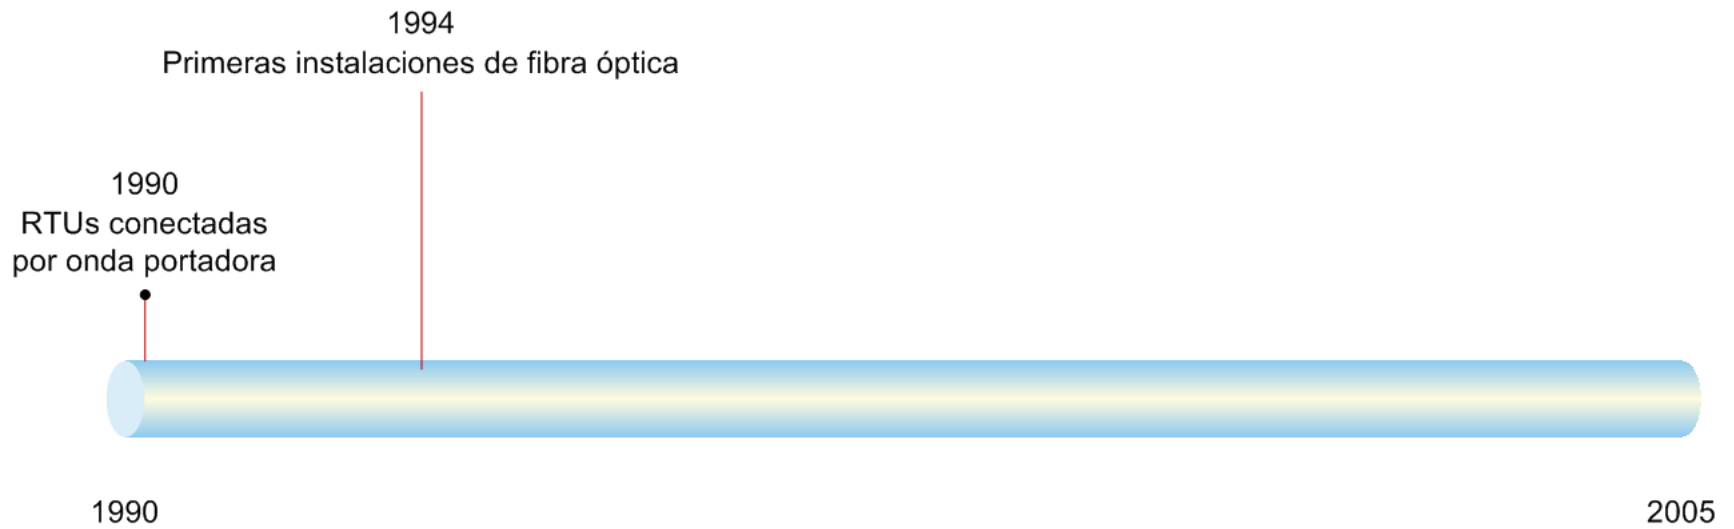 1994
Primeras instalaciones de fibra óptica
1990
RTUs conectadas
por onda portadora
1990
2005